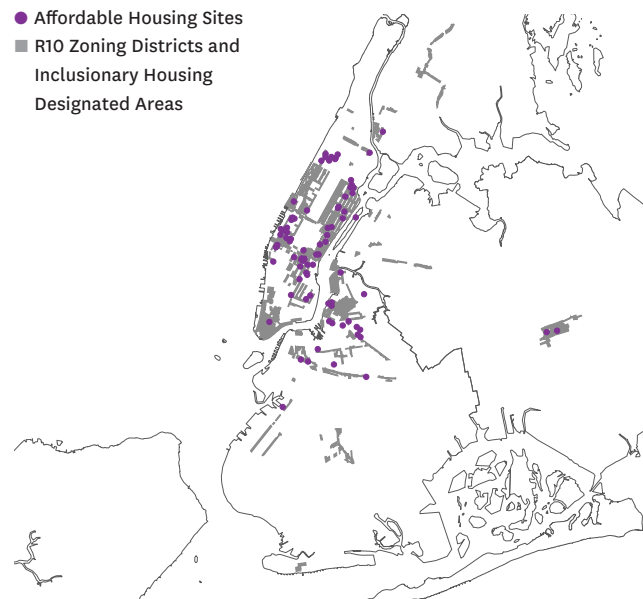 Affordable Housing Sites
R10 Zoning Districts and
Inclusionary Housing
Designated Areas